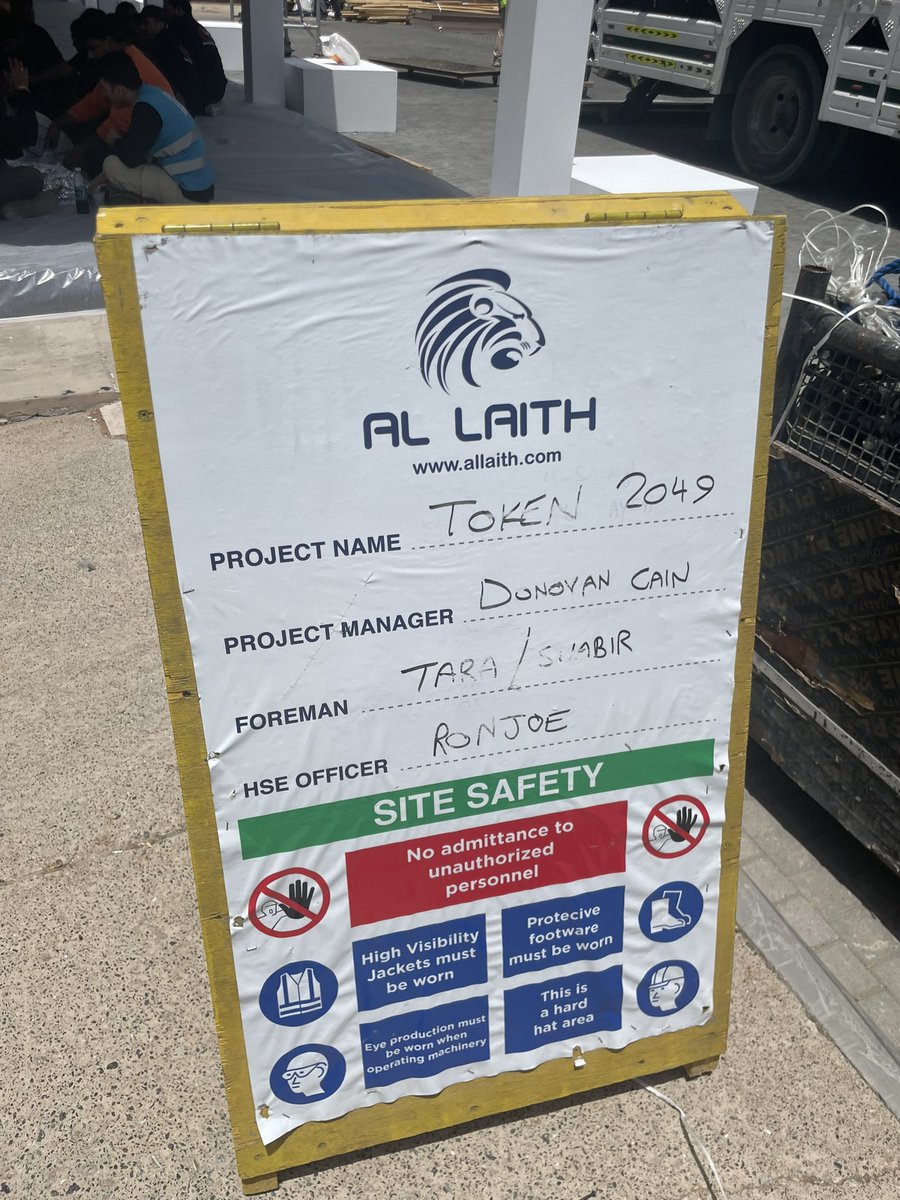 AL LAITH
www.allaith.com
PROJECT NAME TOKEN 2049
PROJECT MANAGER DONOVAN CAIN
FOREMAN TARA / SHABIR
HSE OFFICER RONJOE
SITE SAFETY
No admittance to
unauthorized
personnel
High Visibility
Jackets must
be worn
Protecive
footware
must be worn
Eye production must
be worn when
operating machinery
This is
a hard
hat area